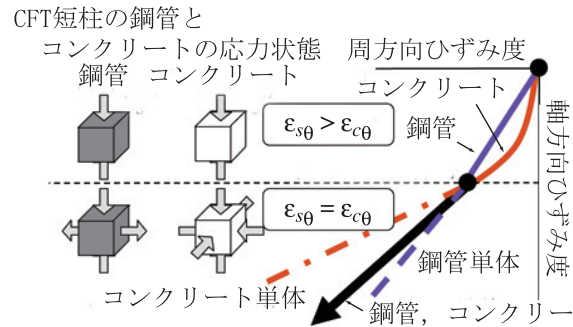 CFT短柱の鋼管と
コンクリートの応力状態
鋼管 コンクリート
周方向ひずみ度
コンクリート
鋼管
軸方向ひずみ度
εsθ > εcθ
εsθ = εcθ
鋼管単体
コンクリート単体
鋼管, コンクリー